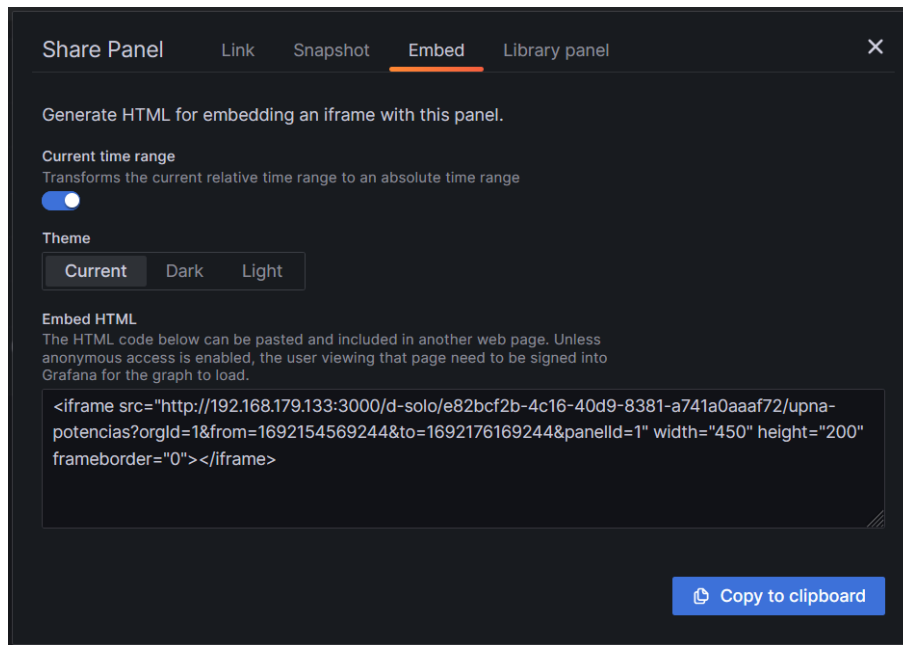 Share Panel Link Snapshot Embed Library panel
Generate HTML for embedding an iframe with this panel.
Current time range
Transforms the current relative time range to an absolute time range
Theme
Current Dark Light
Embed HTML
The HTML code below can be pasted and included in another web page. Unless
anonymous access is enabled, the user viewing that page need to be signed into
Grafana for the graph to load.
<iframe src="http://192.168.179.133:3000/d-solo/e82bcf2b-4c16-40d9-8381-a741a0aaaf72/upna-
potencias?orgId=1&from=1692154569244&to=1692176169244&panelId=1" width="450" height="200"
frameborder="0"></iframe>
Copy to clipboard